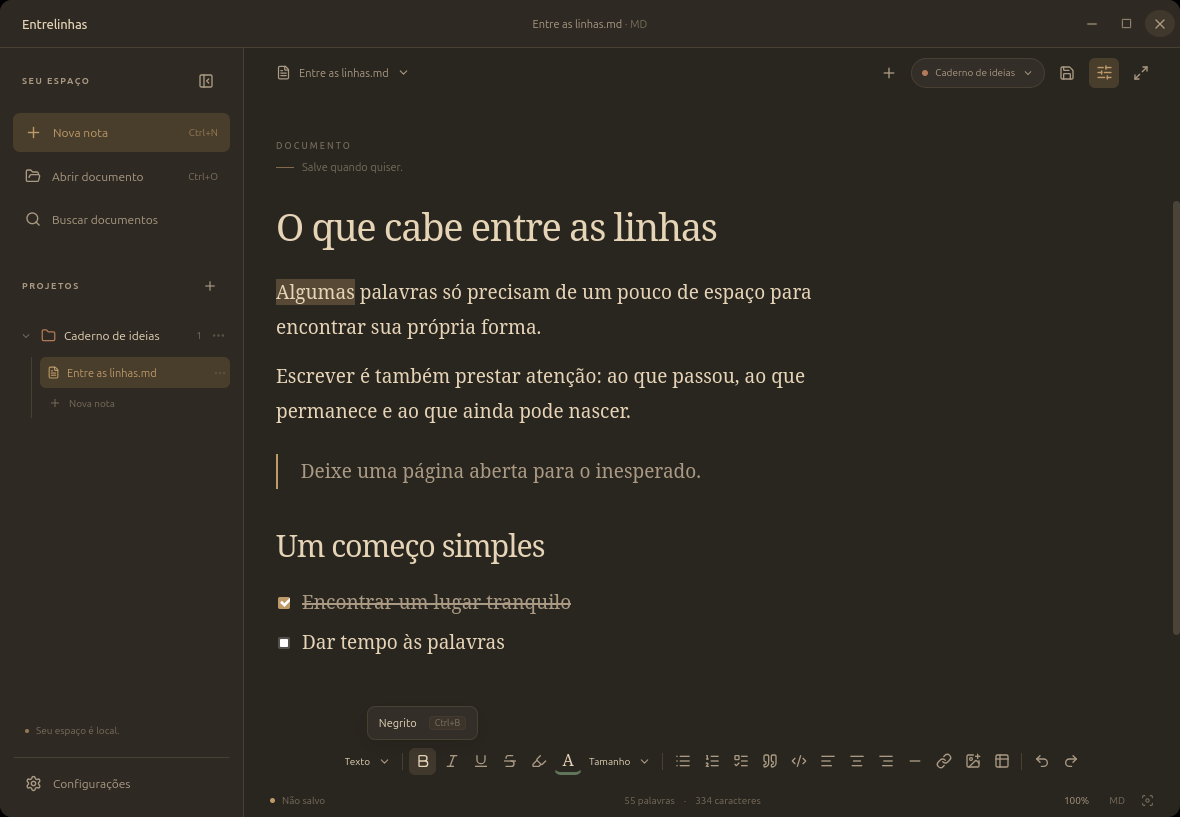 Entrelinhas
Entre as linhas.md · MD
SEU ESPAÇO
Nova nota Ctrl+N
Abrir documento Ctrl+O
Buscar documentos
PROJETOS
Caderno de ideias 1
Entre as linhas.md
Nova nota
Seu espaço é local.
Configurações
Entre as linhas.md
Caderno de ideias
DOCUMENTO
Salve quando quiser.
O que cabe entre as linhas
Algumas palavras só precisam de um pouco de espaço para
encontrar sua própria forma.
Escrever é também prestar atenção: ao que passou, ao que
permanece e ao que ainda pode nascer.
Deixe uma página aberta para o inesperado.
Um começo simples
Encontrar um lugar tranquilo
Dar tempo às palavras
Negrito Ctrl+B
Texto B I U S A Tamanho
Não salvo
55 palavras · 334 caracteres
100% MD